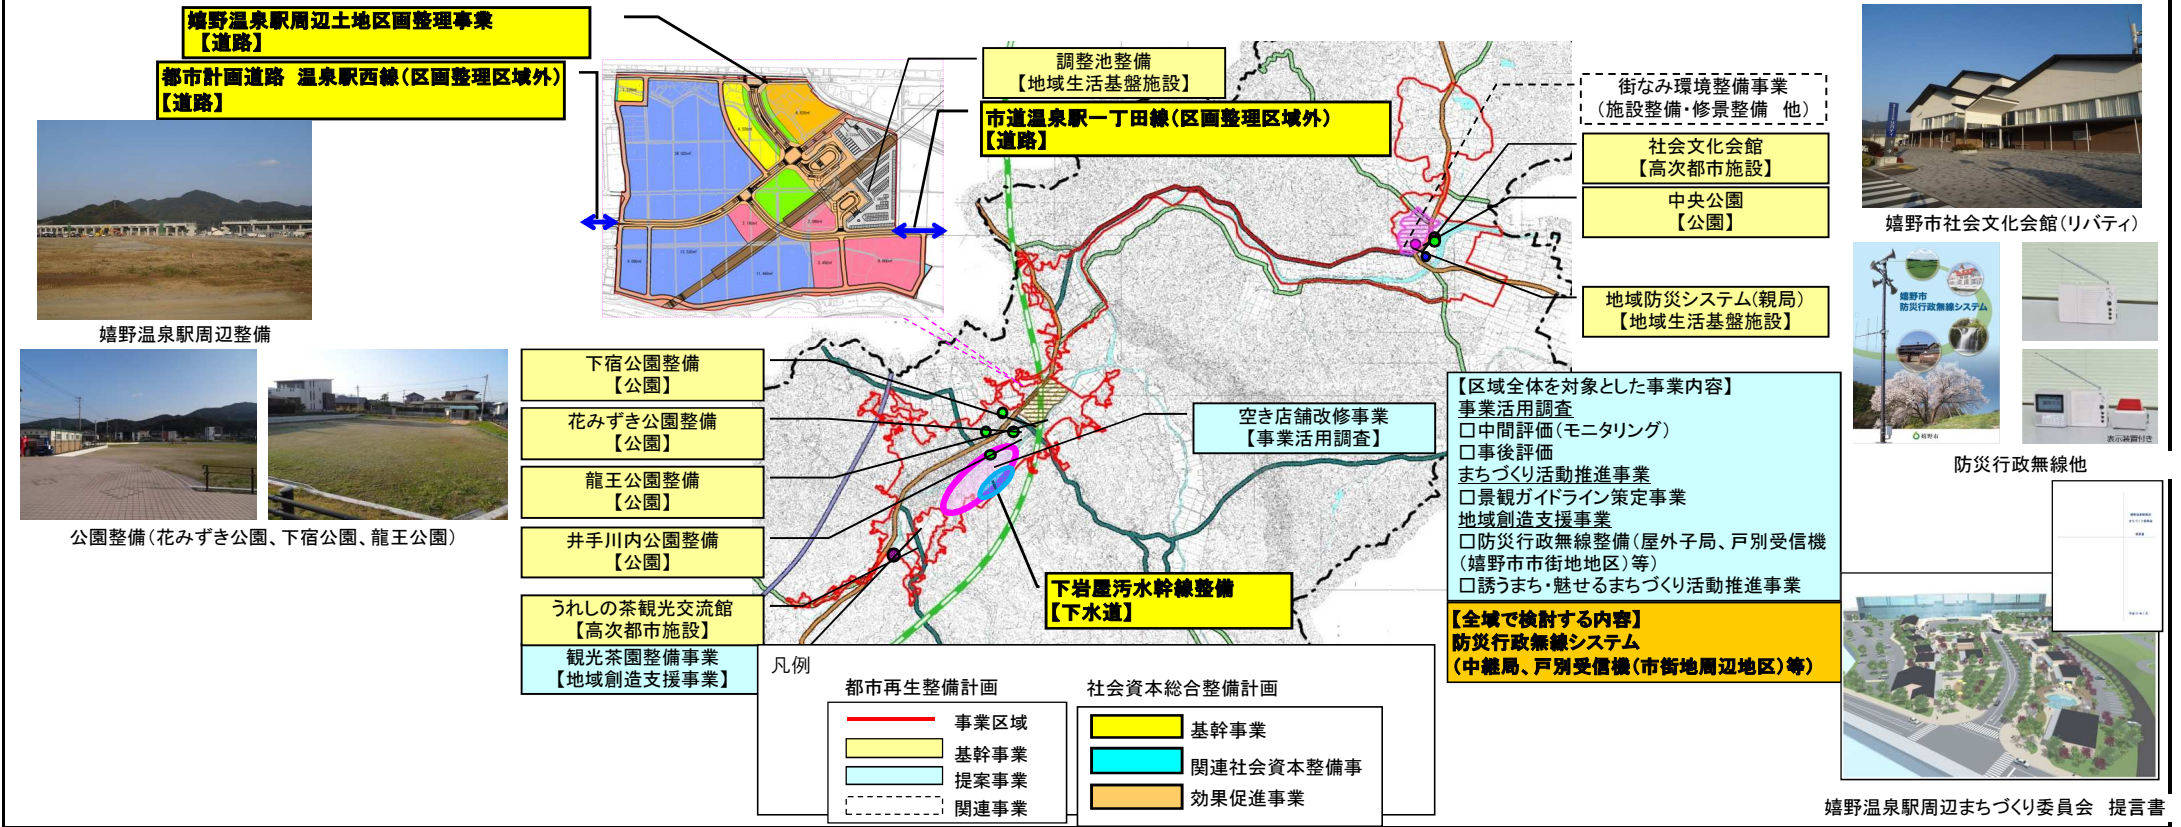 嬉野温泉駅周辺土地区画整理事業
【道路】
都市計画道路 温泉駅西線(区画整理区域外)
【道路】
調整池整備
【地域生活基盤施設】
市道温泉駅一丁田線(区画整理区域外)
【道路】
街なみ環境整備事業
(施設整備・修景整備 他)
社会文化会館
【高次都市施設】
中央公園
【公園】
地域防災システム(親局)
【地域生活基盤施設】
嬉野市社会文化会館(リバティ)
嬉野市
防災行政無線システム
嬉野市
表示装置付き
防災行政無線他
嬉野温泉駅周辺整備
公園整備(花みずき公園、下宿公園、龍王公園)
下宿公園整備
【公園】
花みずき公園整備
【公園】
龍王公園整備
【公園】
井手川内公園整備
【公園】
うれしの茶観光交流館
【高次都市施設】
観光茶園整備事業
【地域創造支援事業】
空き店舗改修事業
【事業活用調査】
下岩屋汚水幹線整備
【下水道】
【区域全体を対象とした事業内容】
事業活用調査
□中間評価(モニタリング)
□事後評価
まちづくり活動推進事業
□景観ガイドライン策定事業
地域創造支援事業
□防災行政無線整備(屋外子局、戸別受信機
(嬉野市市街地地区)等)
□誘うまち・魅せるまちづくり活動推進事業
【全域で検討する内容】
防災行政無線システム
(中継局、戸別受信機(市街地周辺地区)等)
凡例
都市再生整備計画
事業区域
基幹事業
提案事業
関連事業
社会資本総合整備計画
基幹事業
関連社会資本整備事
効果促進事業
嬉野温泉駅周辺まちづくり委員会 提言書